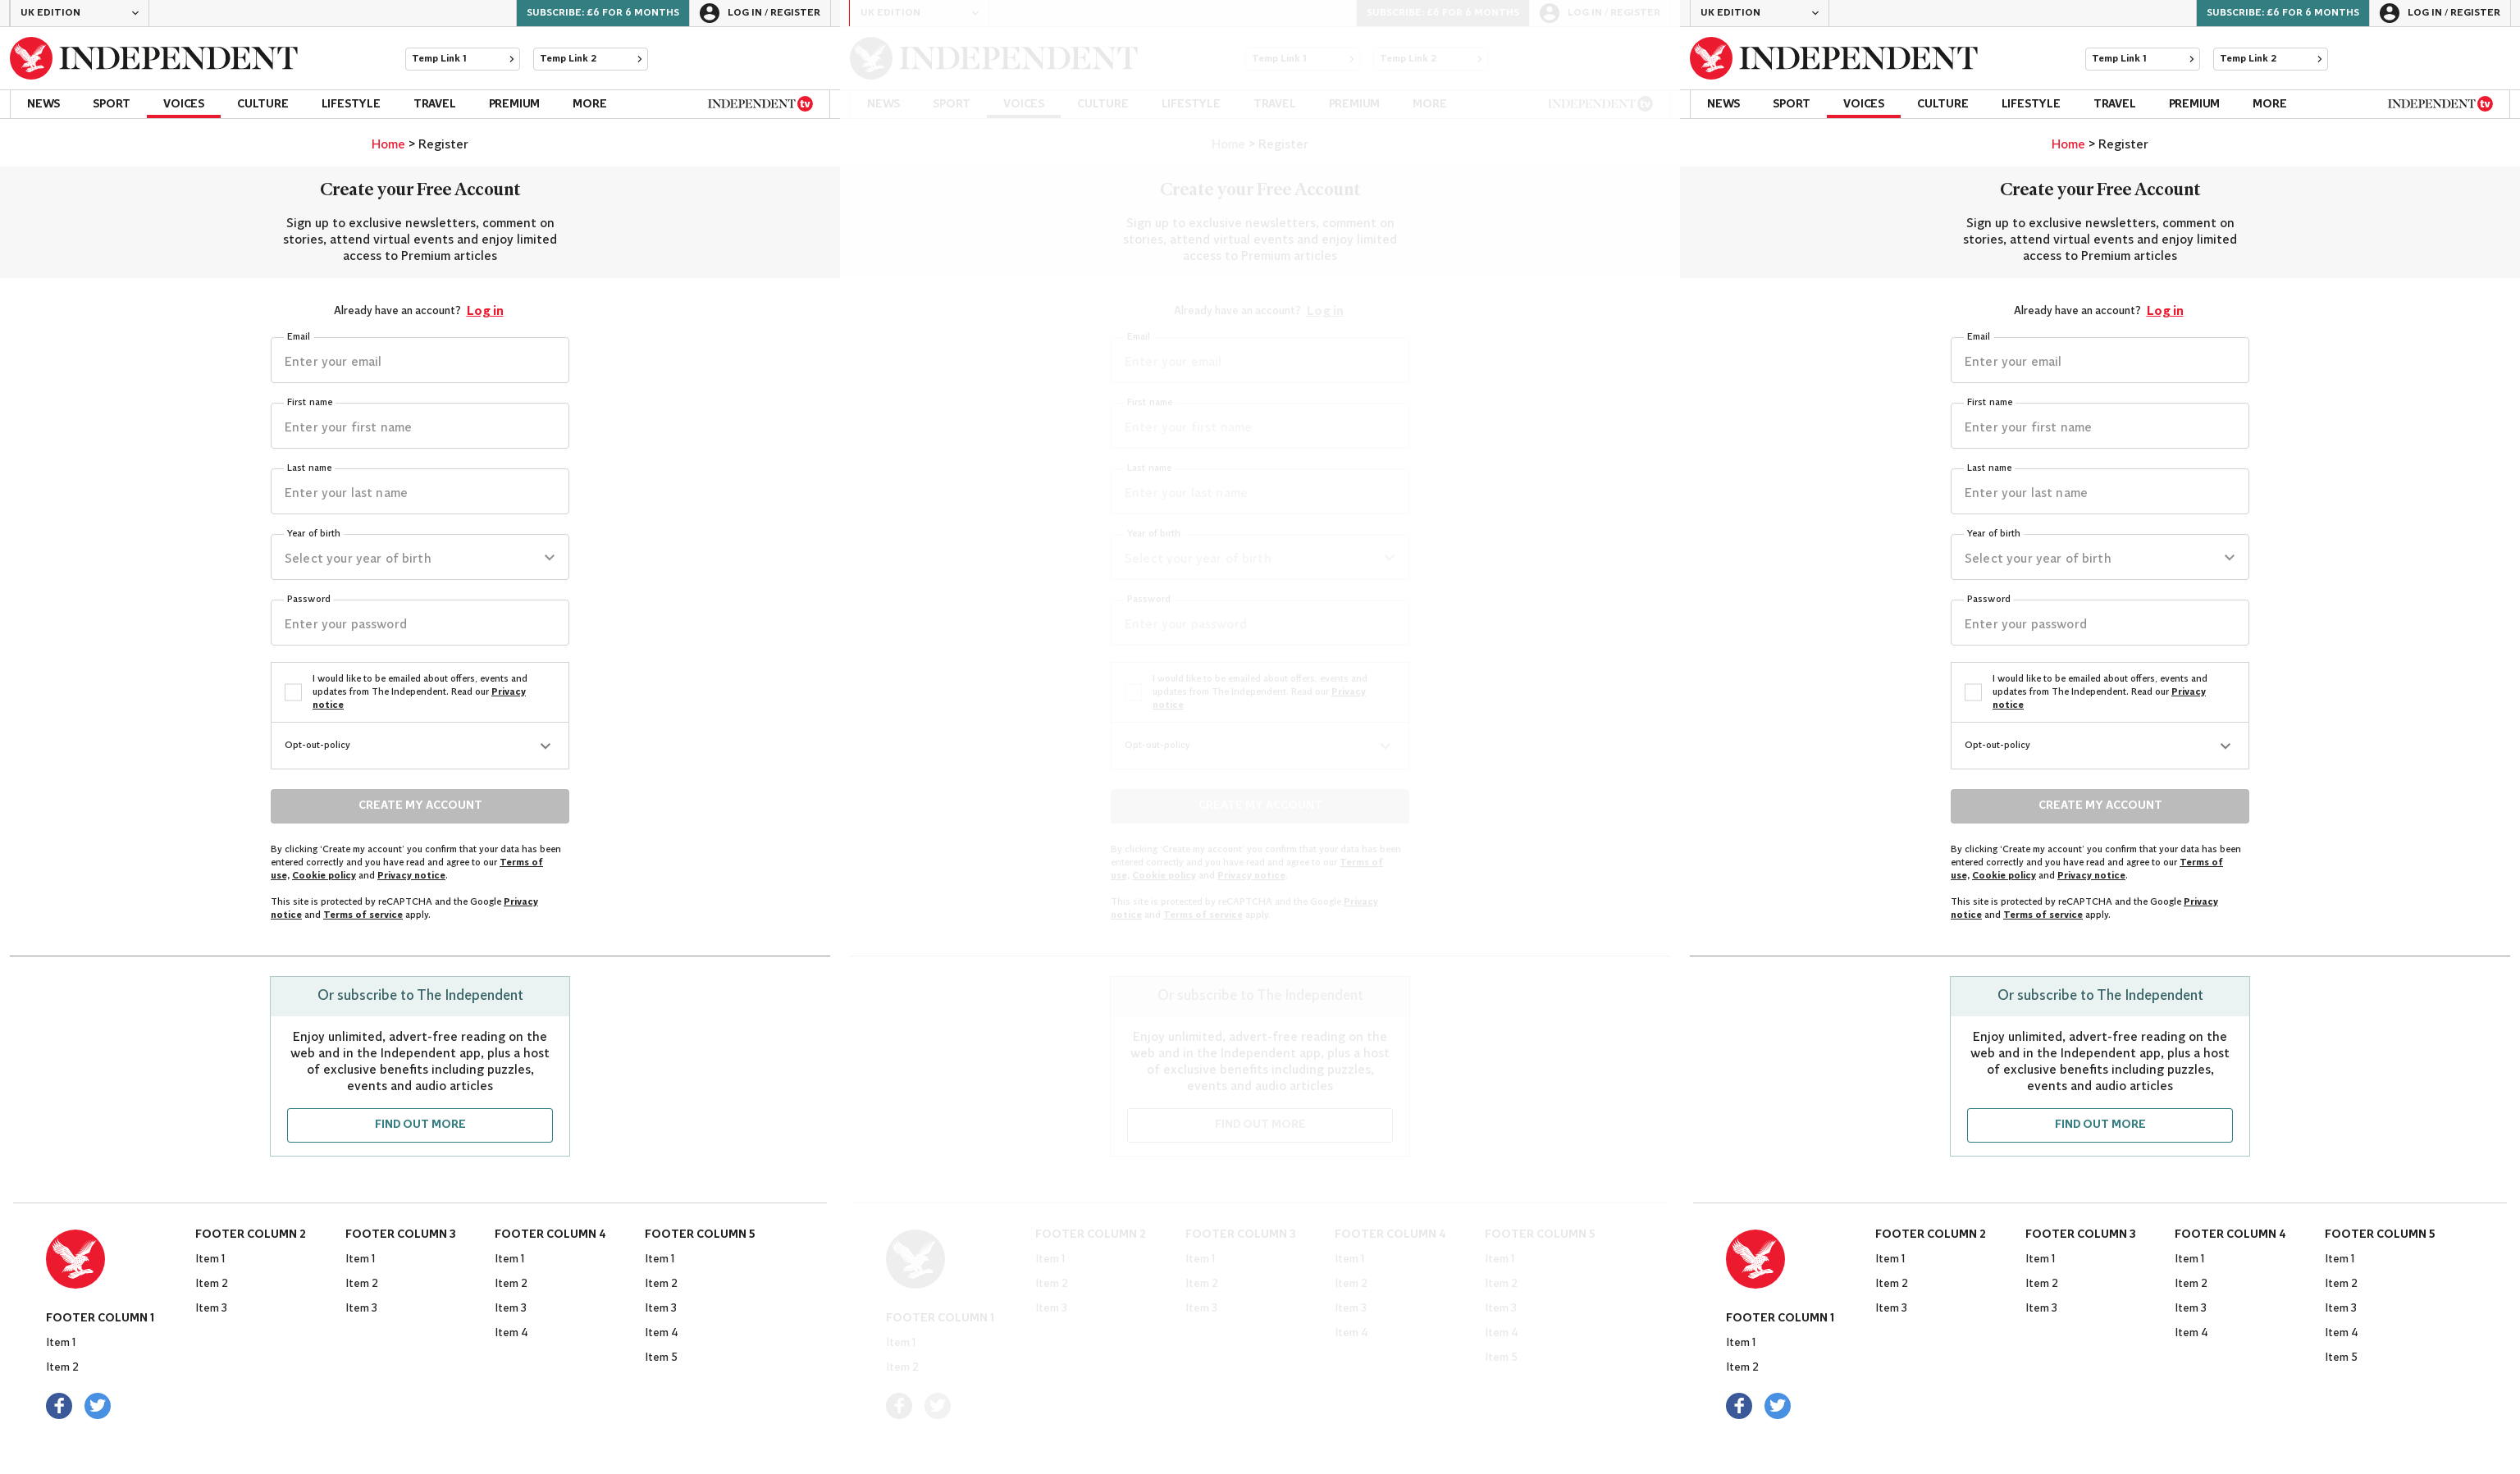 UK EDITION
SUBSCRIBE: £6 FOR 6 MONTHS
LOG IN / REGISTER
INDEPENDENT
Temp Link 1
Temp Link 2
NEWS SPORT VOICES CULTURE LIFESTYLE TRAVEL PREMIUM MORE INDEPENDENT tv
Home > Register
Create your Free Account
Sign up to exclusive newsletters, comment on
stories, attend virtual events and enjoy limited
access to Premium articles
Already have an account? Log in
Email
Enter your email
First name
Enter your first name
Last name
Enter your last name
Year of birth
Select your year of birth
Password
Enter your password
I would like to be emailed about offers, events and
updates from The Independent. Read our Privacy
notice
Opt-out-policy
CREATE MY ACCOUNT
By clicking ‘Create my account’ you confirm that your data has been
entered correctly and you have read and agree to our Terms of
use, Cookie policy and Privacy notice.
This site is protected by reCAPTCHA and the Google Privacy
notice and Terms of service apply.
Or subscribe to The Independent
Enjoy unlimited, advert-free reading on the
web and in the Independent app, plus a host
of exclusive benefits including puzzles,
events and audio articles
FIND OUT MORE
FOOTER COLUMN 1
Item 1
Item 2
FOOTER COLUMN 2
Item 1
Item 2
Item 3
FOOTER COLUMN 3
Item 1
Item 2
Item 3
FOOTER COLUMN 4
Item 1
Item 2
Item 3
Item 4
FOOTER COLUMN 5
Item 1
Item 2
Item 3
Item 4
Item 5
UK EDITION
SUBSCRIBE: £6 FOR 6 MONTHS
LOG IN / REGISTER
INDEPENDENT
Temp Link 1
Temp Link 2
NEWS SPORT VOICES CULTURE LIFESTYLE TRAVEL PREMIUM MORE INDEPENDENT tv
Home > Register
Create your Free Account
Sign up to exclusive newsletters, comment on
stories, attend virtual events and enjoy limited
access to Premium articles
Already have an account? Log in
Email
Enter your email
First name
Enter your first name
Last name
Enter your last name
Year of birth
Select your year of birth
Password
Enter your password
I would like to be emailed about offers, events and
updates from The Independent. Read our Privacy
notice
Opt-out-policy
CREATE MY ACCOUNT
By clicking ‘Create my account’ you confirm that your data has been
entered correctly and you have read and agree to our Terms of
use, Cookie policy and Privacy notice.
This site is protected by reCAPTCHA and the Google Privacy
notice and Terms of service apply.
Or subscribe to The Independent
Enjoy unlimited, advert-free reading on the
web and in the Independent app, plus a host
of exclusive benefits including puzzles,
events and audio articles
FIND OUT MORE
FOOTER COLUMN 1
Item 1
Item 2
FOOTER COLUMN 2
Item 1
Item 2
Item 3
FOOTER COLUMN 3
Item 1
Item 2
Item 3
FOOTER COLUMN 4
Item 1
Item 2
Item 3
Item 4
FOOTER COLUMN 5
Item 1
Item 2
Item 3
Item 4
Item 5
UK EDITION
SUBSCRIBE: £6 FOR 6 MONTHS
LOG IN / REGISTER
INDEPENDENT
Temp Link 1
Temp Link 2
NEWS SPORT VOICES CULTURE LIFESTYLE TRAVEL PREMIUM MORE INDEPENDENT tv
Home > Register
Create your Free Account
Sign up to exclusive newsletters, comment on
stories, attend virtual events and enjoy limited
access to Premium articles
Already have an account? Log in
Email
Enter your email
First name
Enter your first name
Last name
Enter your last name
Year of birth
Select your year of birth
Password
Enter your password
I would like to be emailed about offers, events and
updates from The Independent. Read our Privacy
notice
Opt-out-policy
CREATE MY ACCOUNT
By clicking ‘Create my account’ you confirm that your data has been
entered correctly and you have read and agree to our Terms of
use, Cookie policy and Privacy notice.
This site is protected by reCAPTCHA and the Google Privacy
notice and Terms of service apply.
Or subscribe to The Independent
Enjoy unlimited, advert-free reading on the
web and in the Independent app, plus a host
of exclusive benefits including puzzles,
events and audio articles
FIND OUT MORE
FOOTER COLUMN 1
Item 1
Item 2
FOOTER COLUMN 2
Item 1
Item 2
Item 3
FOOTER COLUMN 3
Item 1
Item 2
Item 3
FOOTER COLUMN 4
Item 1
Item 2
Item 3
Item 4
FOOTER COLUMN 5
Item 1
Item 2
Item 3
Item 4
Item 5